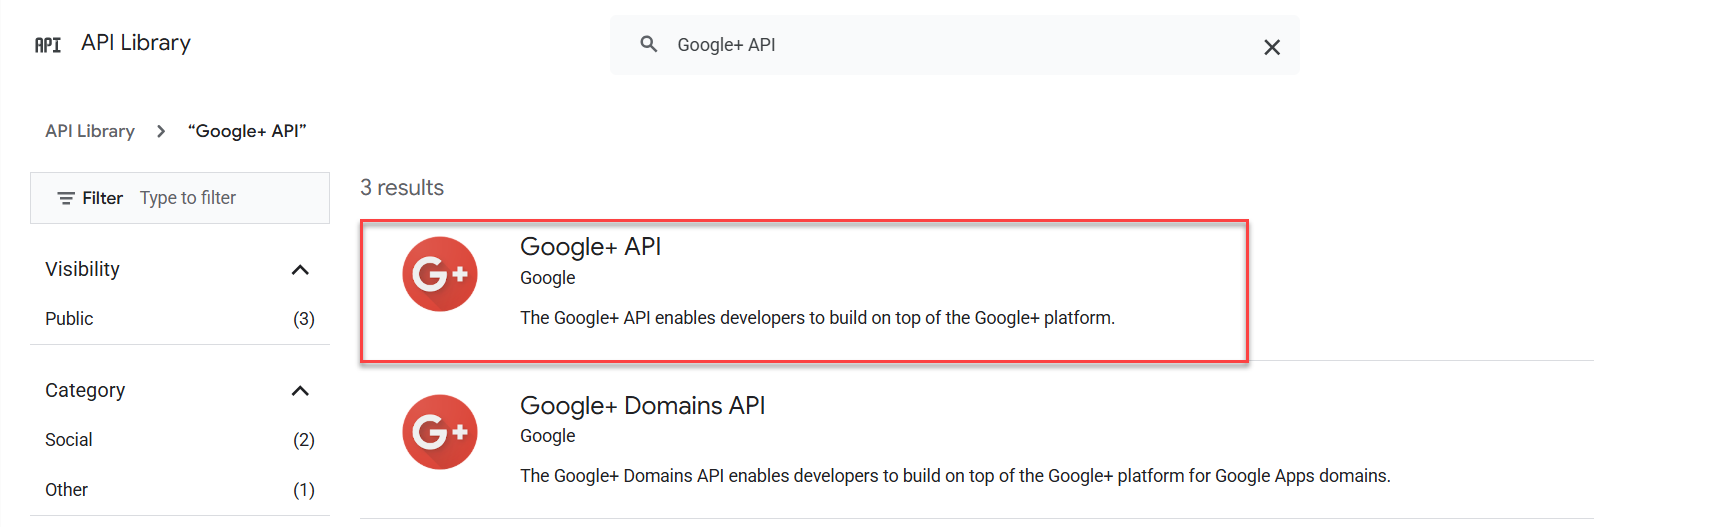 API API Library
Google+ API
API Library > “Google+ API”
Filter Type to filter
3 results
Visibility
Public (3)
Category
Social (2)
Other (1)
G+
Google+ API
Google
The Google+ API enables developers to build on top of the Google+ platform.
G+
Google+ Domains API
Google
The Google+ Domains API enables developers to build on top of the Google+ platform for Google Apps domains.